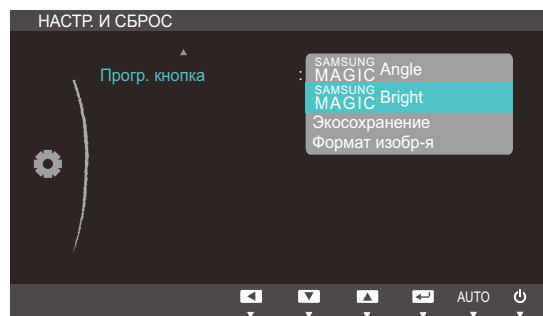 НАСТР. И СБРОС
Прогр. кнопка : SAMSUNG MAGIC Angle
SAMSUNG MAGIC Bright
Экосохранение
Формат изобр-я
AUTO